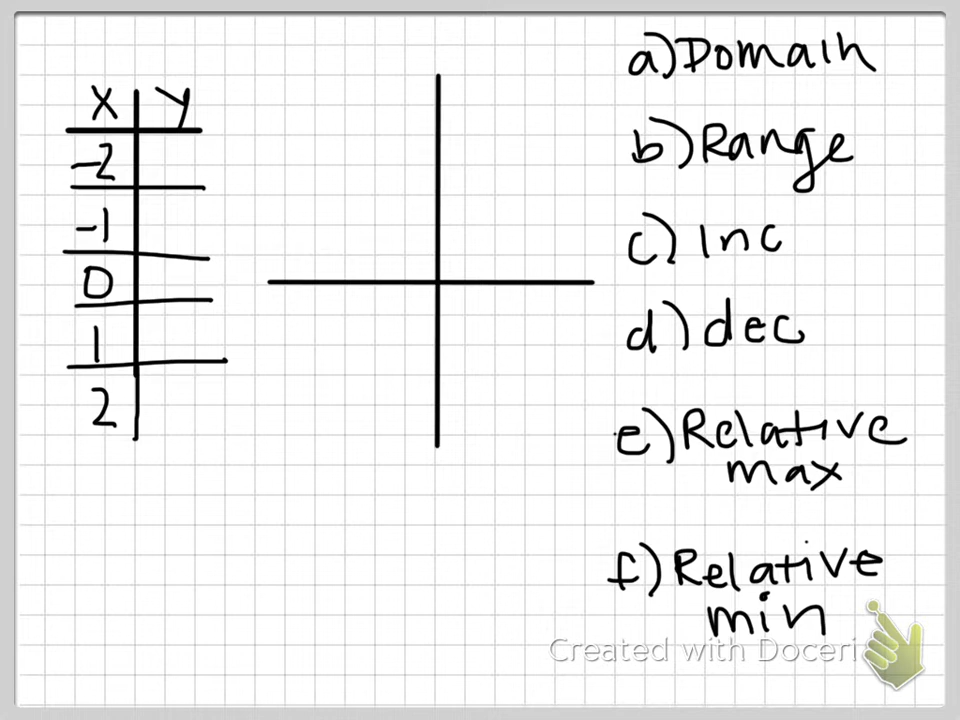 x y
-2
-1
0
1
2
a) Domain
b) Range
c) Inc
d) dec
e) Relative
max
f) Relative
min
Created with Doceri